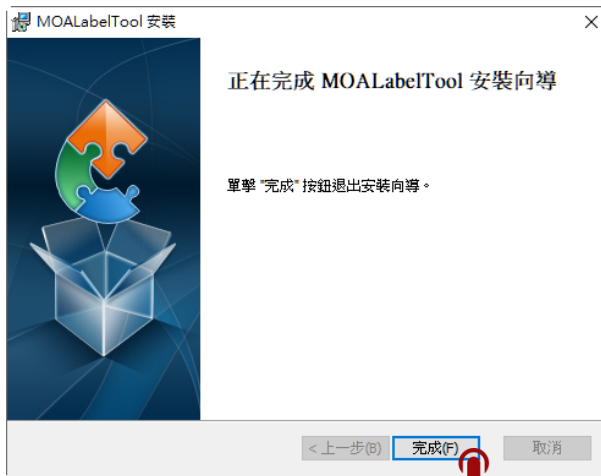 MOALabelTool 安裝
正在完成 MOALabelTool 安裝向導
單擊 "完成" 按鈕退出安裝向導。
<上一步(B)
完成(F)
取消